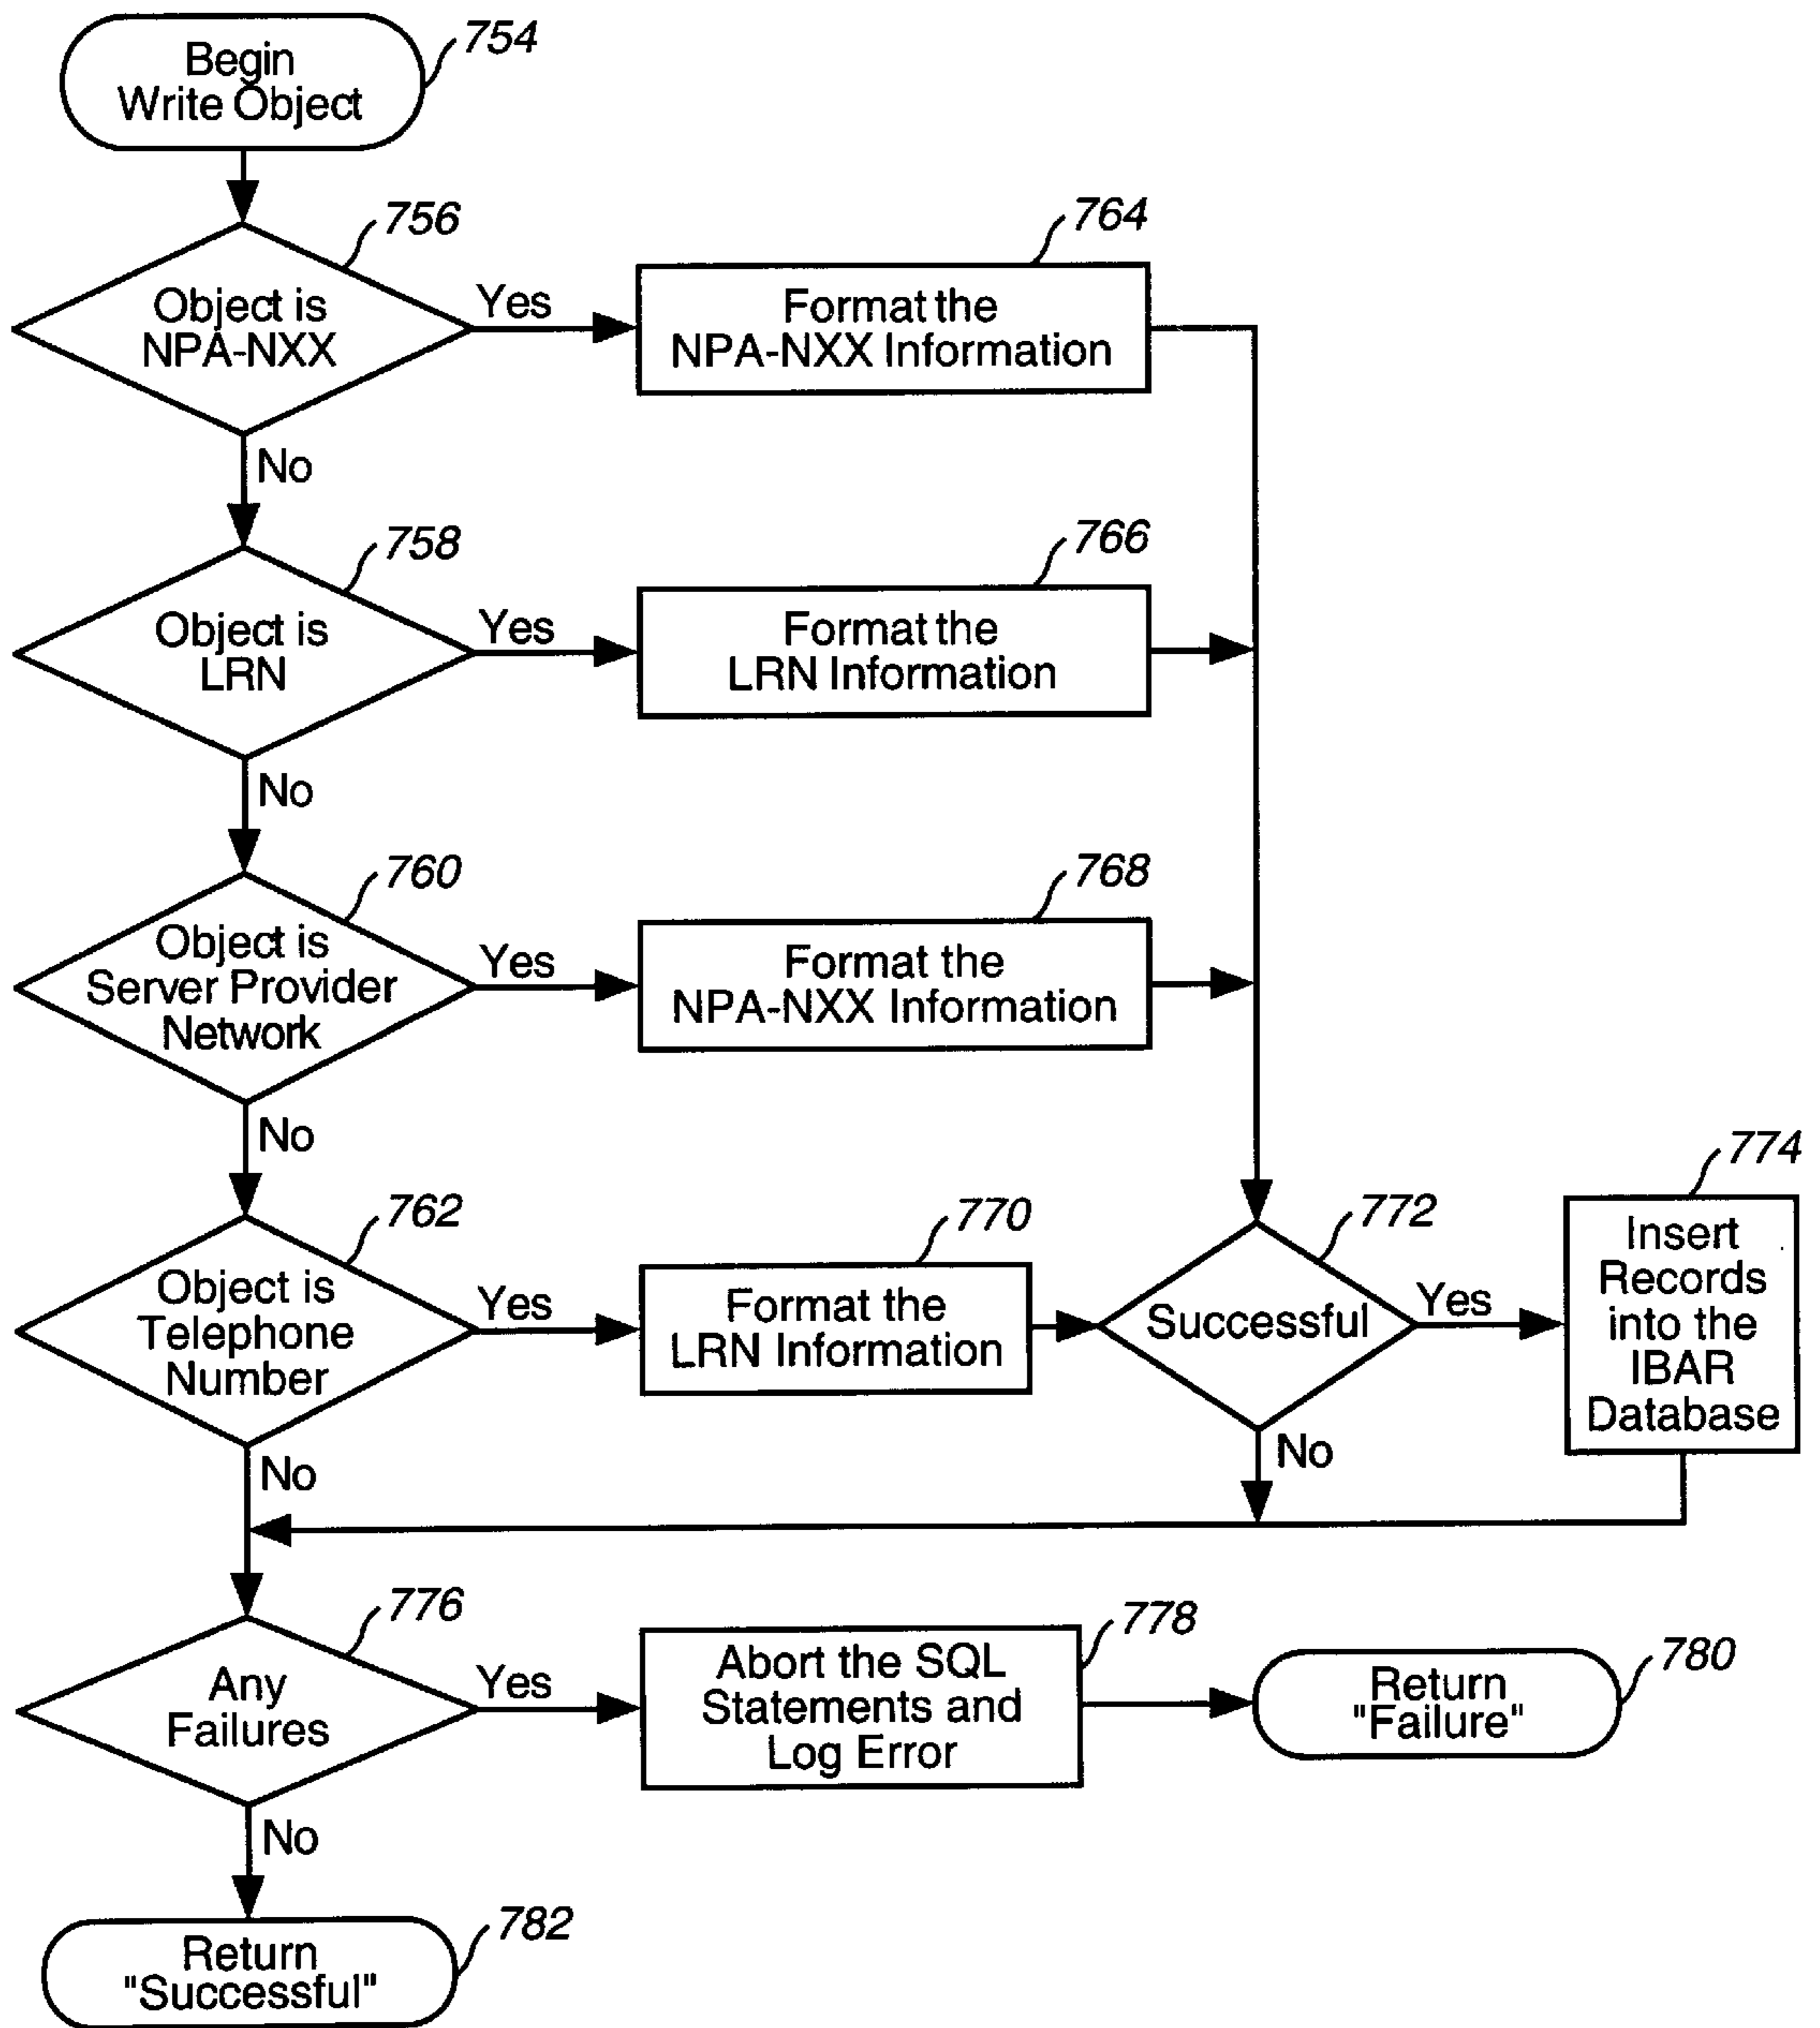 Begin
Write Object
754
756
Object is
NPA-NXX
Yes
764
Format the
NPA-NXX Information
No
758
Object is
LRN
Yes
766
Format the
LRN Information
No
760
Object is
Server Provider
Network
Yes
768
Format the
NPA-NXX Information
No
762
Object is
Telephone
Number
Yes
770
Format the
LRN Information
772
Successful
Yes
774
Insert
Records
into the
IBAR
Database
No
No
776
Any
Failures
Yes
778
Abort the SQL
Statements and
Log Error
780
Return
"Failure"
No
782
Return
"Successful"